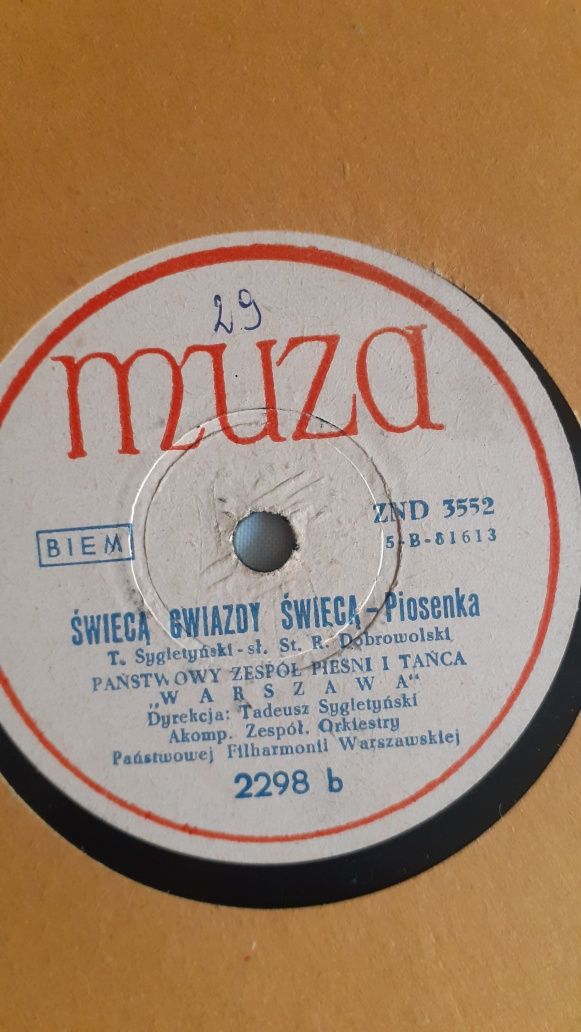 29
muza
ZND 3552
BIEM
5-B-81613
ŚWIECĄ GWIAZDY ŚWIECĄ - Piosenka
T. Sygietyński - sł. St. R. Dobrowolski
PAŃSTWOWY ZESPÓŁ PIEŚNI I TAŃCA
„WARSZAWA"
Dyrekcja: Tadeusz Sygietyński
Akomp. Zespół. Orkiestry
Państwowej Filharmonii Warszawskiej
2298 b